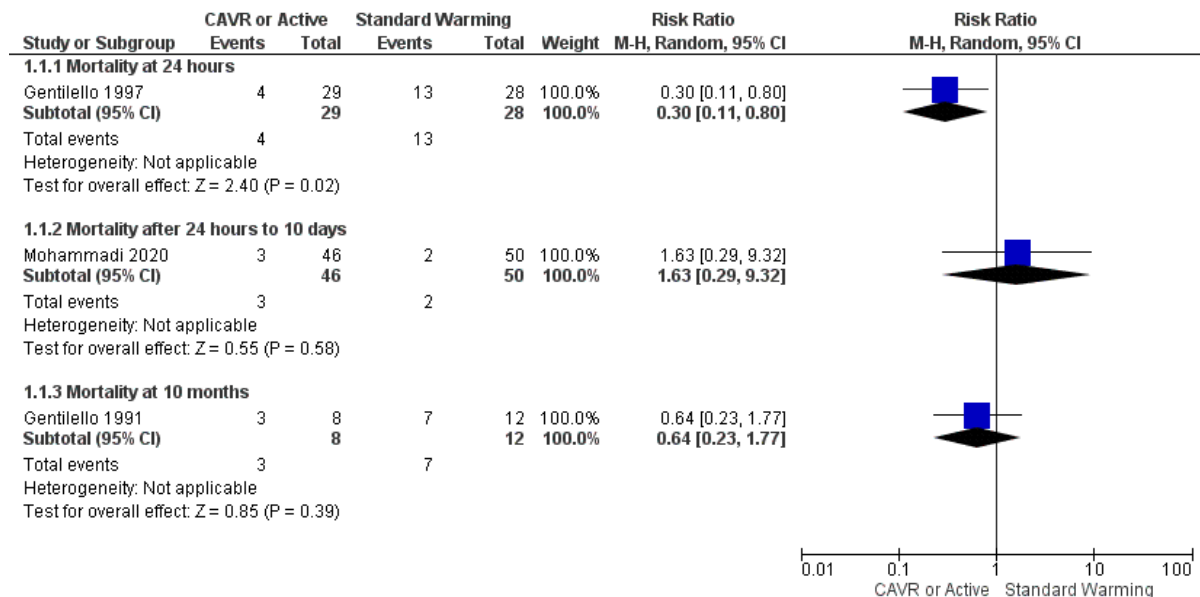 CAVR or Active Standard Warming Risk Ratio Risk Ratio
Study or Subgroup Events Total Events Total Weight M-H, Random, 95% CI M-H, Random, 95% CI
1.1.1 Mortality at 24 hours
Gentilello 1997 4 29 13 28 100.0% 0.30 [0.11, 0.80]
Subtotal (95% CI) 29 28 100.0% 0.30 [0.11, 0.80]
Total events 4 13
Heterogeneity: Not applicable
Test for overall effect: Z = 2.40 (P = 0.02)
1.1.2 Mortality after 24 hours to 10 days
Mohammadi 2020 3 46 2 50 100.0% 1.63 [0.29, 9.32]
Subtotal (95% CI) 46 50 100.0% 1.63 [0.29, 9.32]
Total events 3 2
Heterogeneity: Not applicable
Test for overall effect: Z = 0.55 (P = 0.58)
1.1.3 Mortality at 10 months
Gentilello 1991 3 8 7 12 100.0% 0.64 [0.23, 1.77]
Subtotal (95% CI) 8 12 100.0% 0.64 [0.23, 1.77]
Total events 3 7
Heterogeneity: Not applicable
Test for overall effect: Z = 0.85 (P = 0.39)
0.01 0.1 1 10 100
CAVR or Active Standard Warming